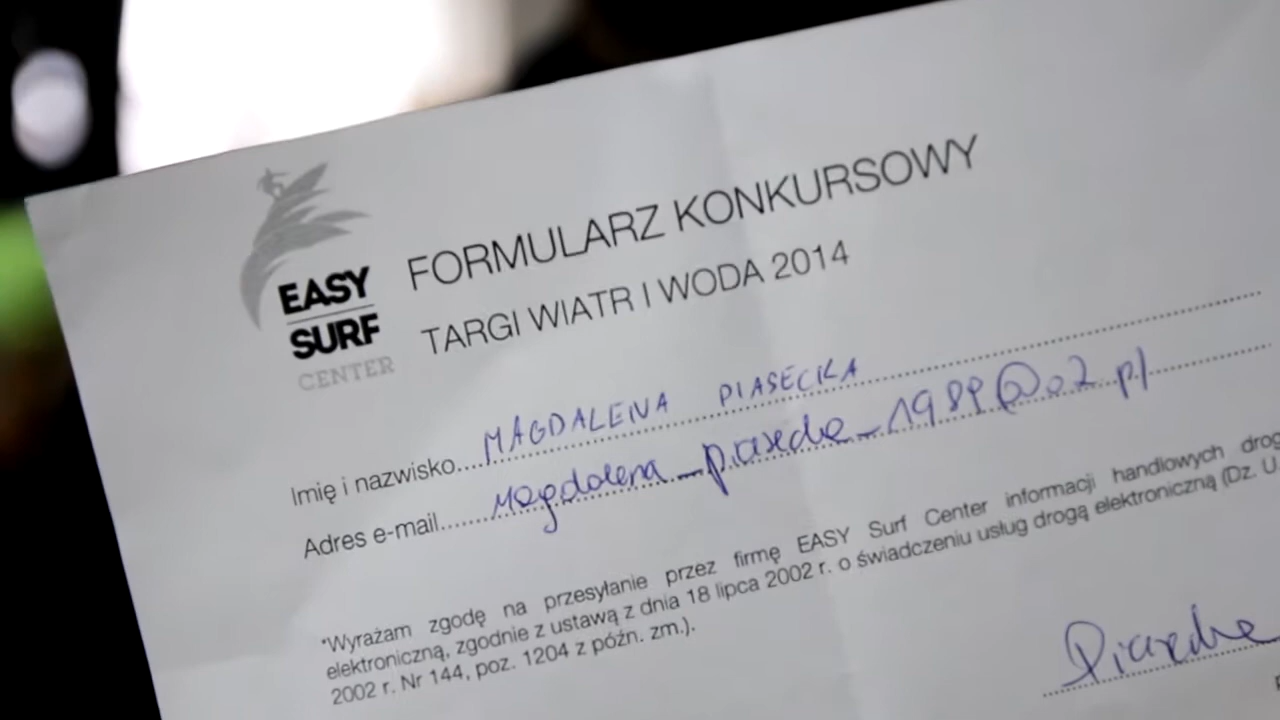 EASY
SURF
CENTER
FORMULARZ KONKURSOWY
TARGI WIATR I WODA 2014
Imię i nazwisko....MAGDALENA PIASECKA
Adres e-mail......Magdalena_piasecka_1989@o2.pl
*Wyrażam zgodę na przesyłanie przez firmę EASY Surf Center informacji handlowych drog
elektroniczną, zgodnie z ustawą z dnia 18 lipca 2002 r. o świadczeniu usług drogą elektroniczną (Dz. U.
2002 r. Nr 144, poz. 1204 z późn. zm.).
Piasecka